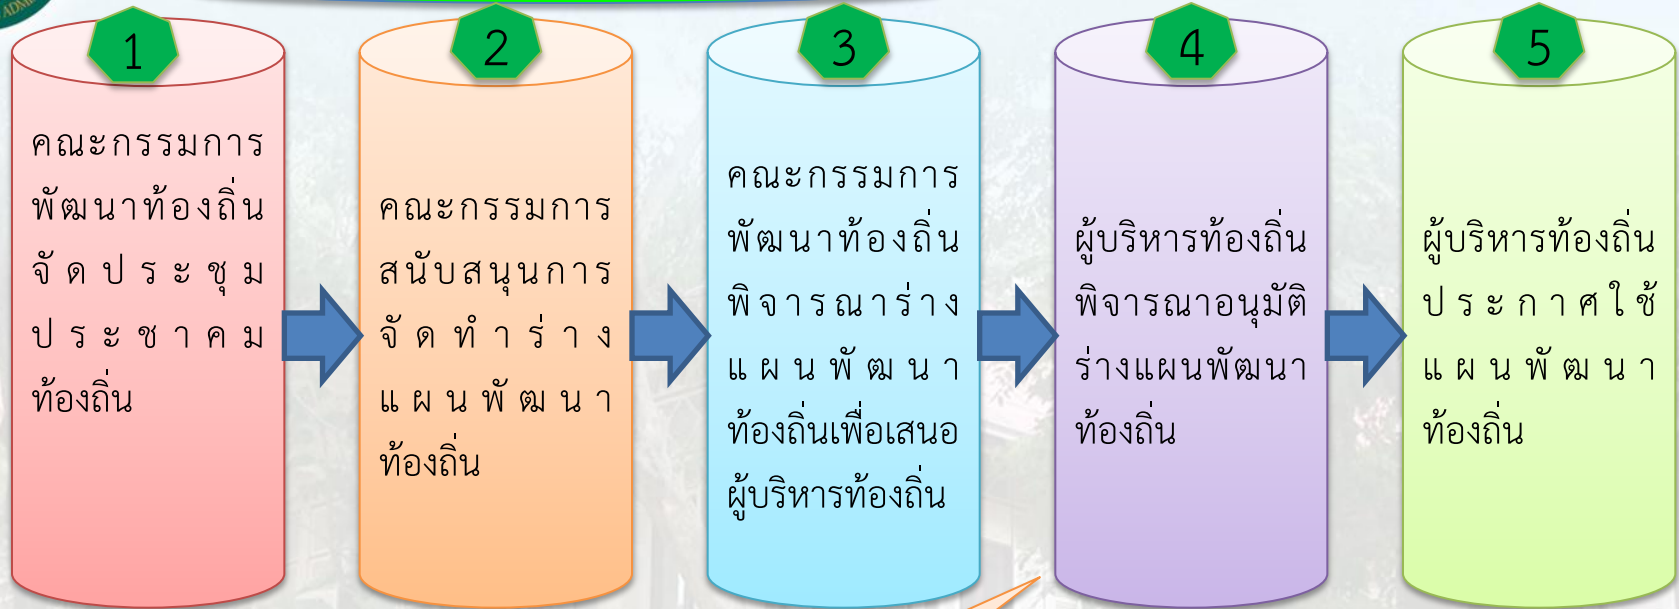 1
คณะกรรมการ
พัฒนาท้องถิ่น
จัดประชุม
ประชาคม
ท้องถิ่น
2
คณะกรรมการ
สนับสนุนการ
จัดทำร่าง
แผนพัฒนา
ท้องถิ่น
3
คณะกรรมการ
พัฒนาท้องถิ่น
พิจารณาร่าง
แผนพัฒนา
ท้องถิ่นเพื่อเสนอ
ผู้บริหารท้องถิ่น
4
ผู้บริหารท้องถิ่น
พิจารณาอนุมัติ
ร่างแผนพัฒนา
ท้องถิ่น
5
ผู้บริหารท้องถิ่น
ประกาศใช้
แผนพัฒนา
ท้องถิ่น